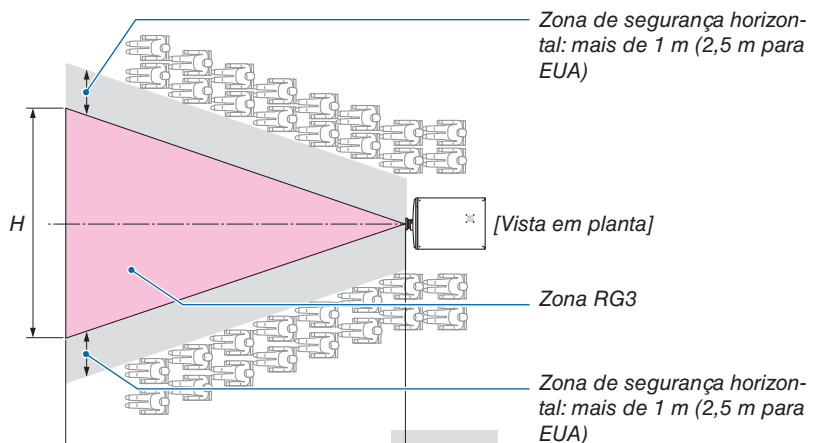 Zona de segurança horizon-
tal: mais de 1 m (2,5 m para
EUA)
H
[Vista em planta]
Zona RG3
Zona de segurança horizon-
tal: mais de 1 m (2,5 m para
EUA)